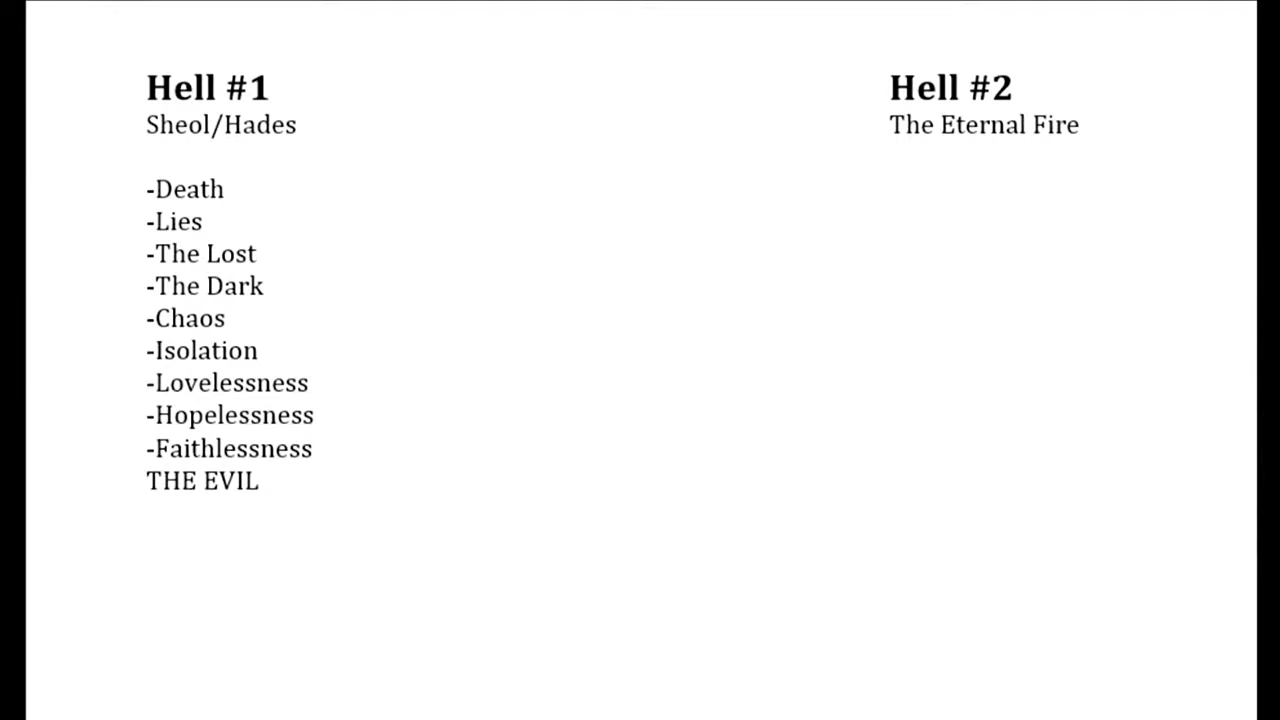 Hell #1
Sheol/Hades
-Death
-Lies
-The Lost
-The Dark
-Chaos
-Isolation
-Lovelessness
-Hopelessness
-Faithlessness
THE EVIL
Hell #2
The Eternal Fire